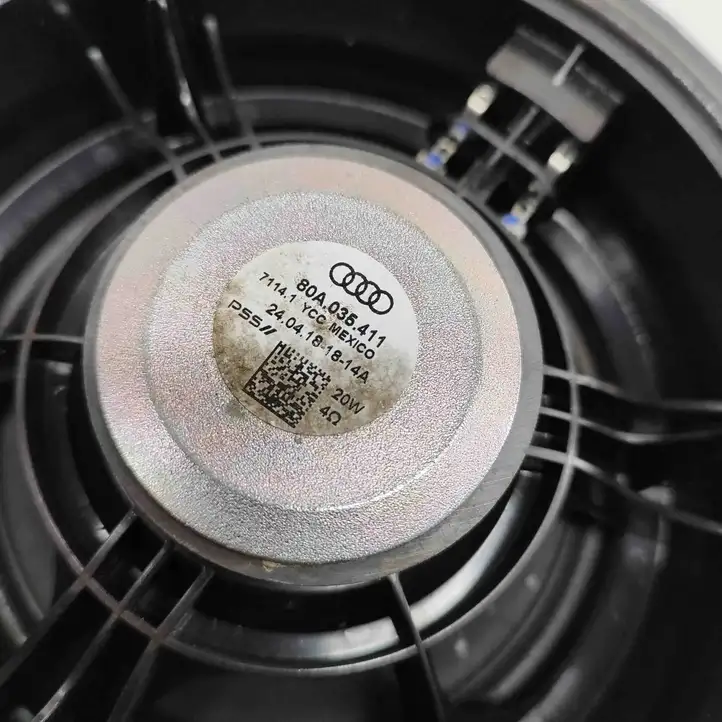 80A.035.411
7114.1 YCC MEXICO
24.04.18-18-14A
PSS//
20W
4Ω